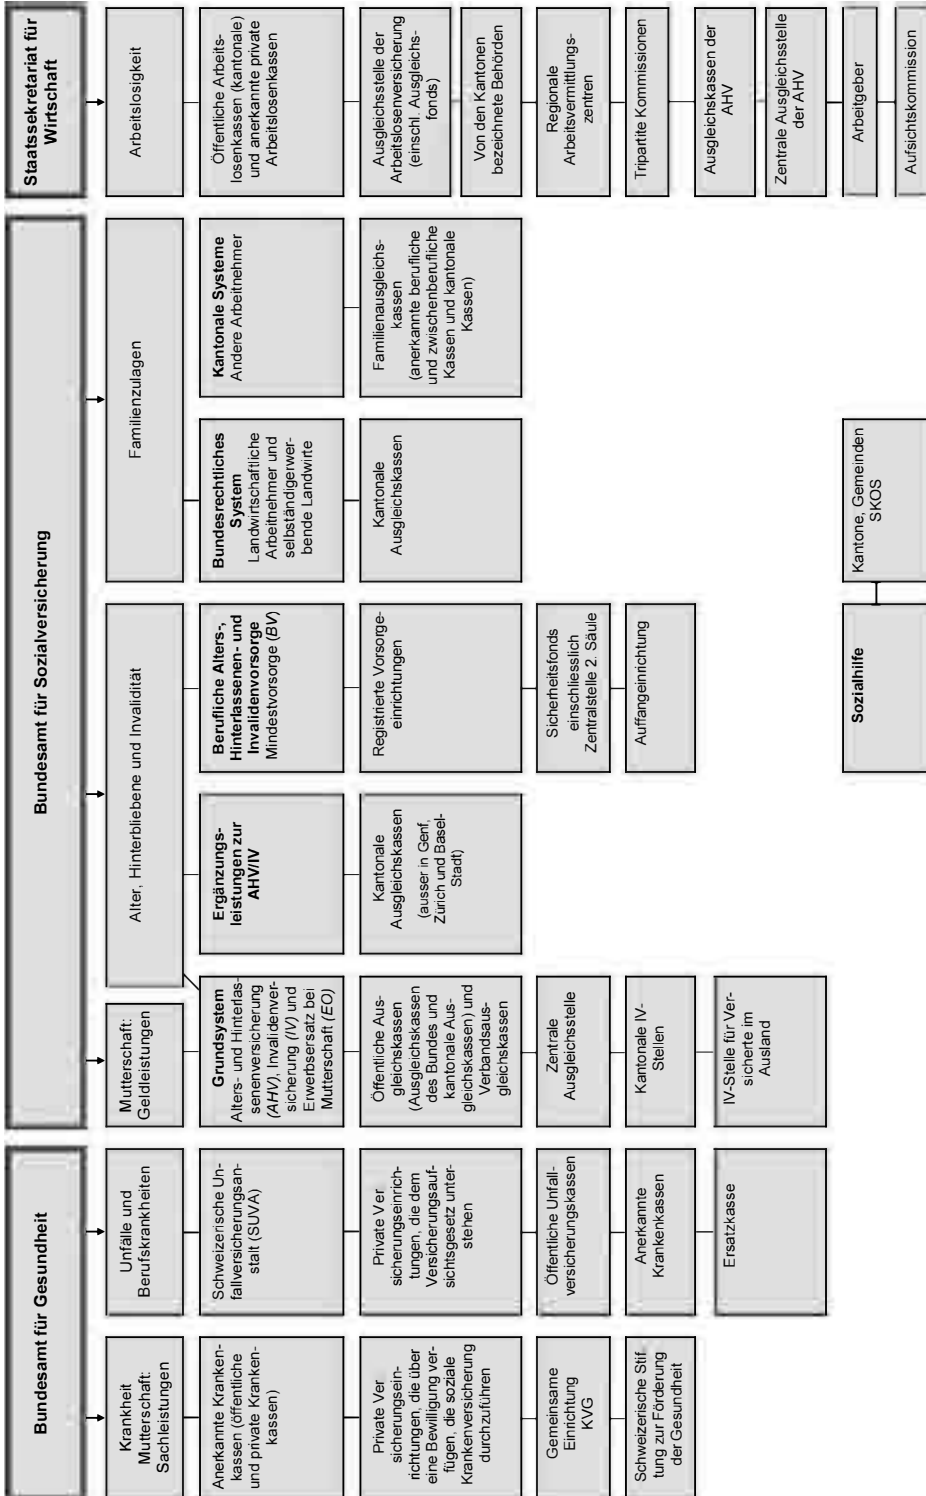 Bundesamt für Gesundheit
Krankheit
Mutterschaft:
Sachleistungen
Anerkannte Kranken-
kassen (öffentliche
und private Kranken-
kassen)
Private Ver
sicherungsein-
richtungen, die über
eine Bewilligung ver-
fügen, die soziale
Krankenversicherung
durchzuführen
Gemeinsame
Einrichtung
KVG
Schweizerische Stif-
tung zur Förderung
der Gesundheit
Unfälle und
Berufskrankheiten
Schweizerische Un-
fallversicherungsan-
stalt (SUVA)
Private Ver
sicherungseinrich-
tungen, die dem
Versicherungsauf-
sichtsgesetz unter-
stehen
Öffentliche Unfall-
versicherungskassen
Anerkannte
Krankenkassen
Ersatzkasse
Bundesamt für Sozialversicherung
Mutterschaft:
Geldleistungen
Alter, Hinterbliebene und Invalidität
Grundsystem
Alters- und Hinterlas-
senenversicherung
(AHV), Invalidenver-
sicherung (IV) und
Erwerbsersatz bei
Mutterschaft (EO)
Öffentliche Aus-
gleichskassen
(Ausgleichskassen
des Bundes und
kantonale Aus-
gleichskassen) und
Verbandsaus-
gleichskassen
Zentrale
Ausgleichsstelle
Kantonale IV-
Stellen
IV-Stelle für Ver-
sicherte im
Ausland
Ergänzungs-
leistungen zur
AHV/IV
Kantonale
Ausgleichskassen
(ausser in Genf,
Zürich und Basel-
Stadt)
Berufliche Alters-,
Hinterlassenen- und
Invalidenvorsorge
Mindestvorsorge (BV)
Registrierte Vorsorge-
einrichtungen
Sicherheitsfonds
einschliesslich
Zentralstelle 2. Säule
Auffangeinrichtung
Familienzulagen
Bundesrechtliches
System
Landwirtschaftliche
Arbeitnehmer und
selbständigerwer-
bende Landwirte
Kantonale
Ausgleichskassen
Kantonale Systeme
Andere Arbeitnehmer
Familienausgleichs-
kassen
(anerkannte berufliche
und zwischenberufliche
Kassen und kantonale
Kassen)
Sozialhilfe
Kantone, Gemeinden
SKOS
Staatssekretariat für
Wirtschaft
Arbeitslosigkeit
Öffentliche Arbeits-
losenkassen (kantonale)
und anerkannte private
Arbeitslosenkassen
Ausgleichsstelle der
Arbeitslosenversicherung
(einschl. Ausgleichs-
fonds)
Von den Kantonen
bezeichnete Behörden
Regionale
Arbeitsvermittlungs-
zentren
Tripartite Kommissionen
Ausgleichskassen der
AHV
Zentrale Ausgleichsstelle
der AHV
Arbeitgeber
Aufsichtskommission